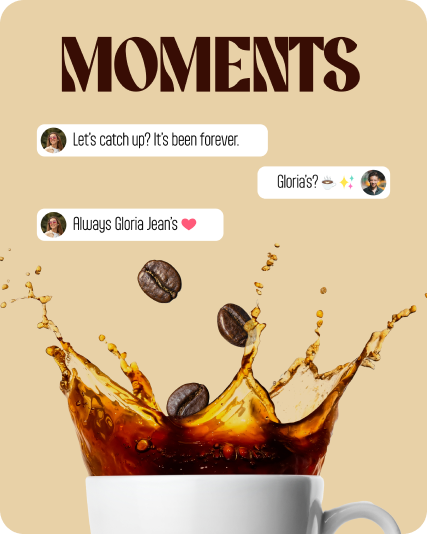 MOMENTS
Let's catch up? It's been forever.
Gloria's? ☕ ✨
Always Gloria Jean's ❤️